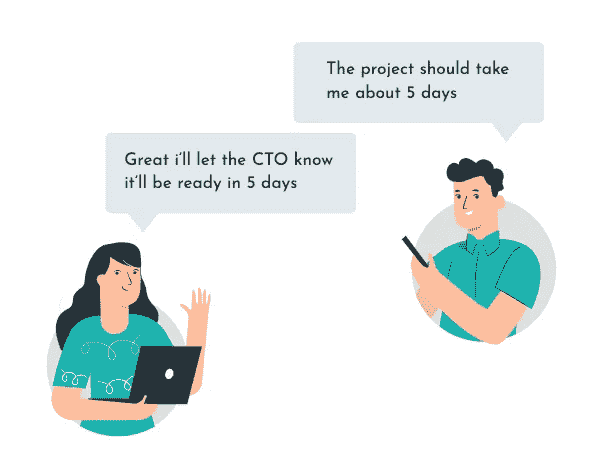 The project should take
me about 5 days
Great i'll let the CTO know
it'll be ready in 5 days